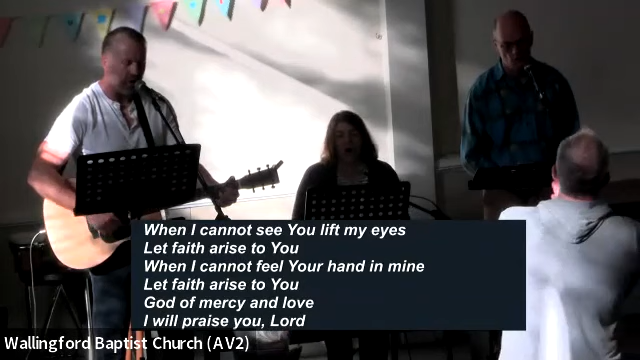 When I cannot see You lift my eyes
Let faith arise to You
When I cannot feel Your hand in mine
Let faith arise to You
God of mercy and love
I will praise you, Lord
Wallingford Baptist Church (AV2)